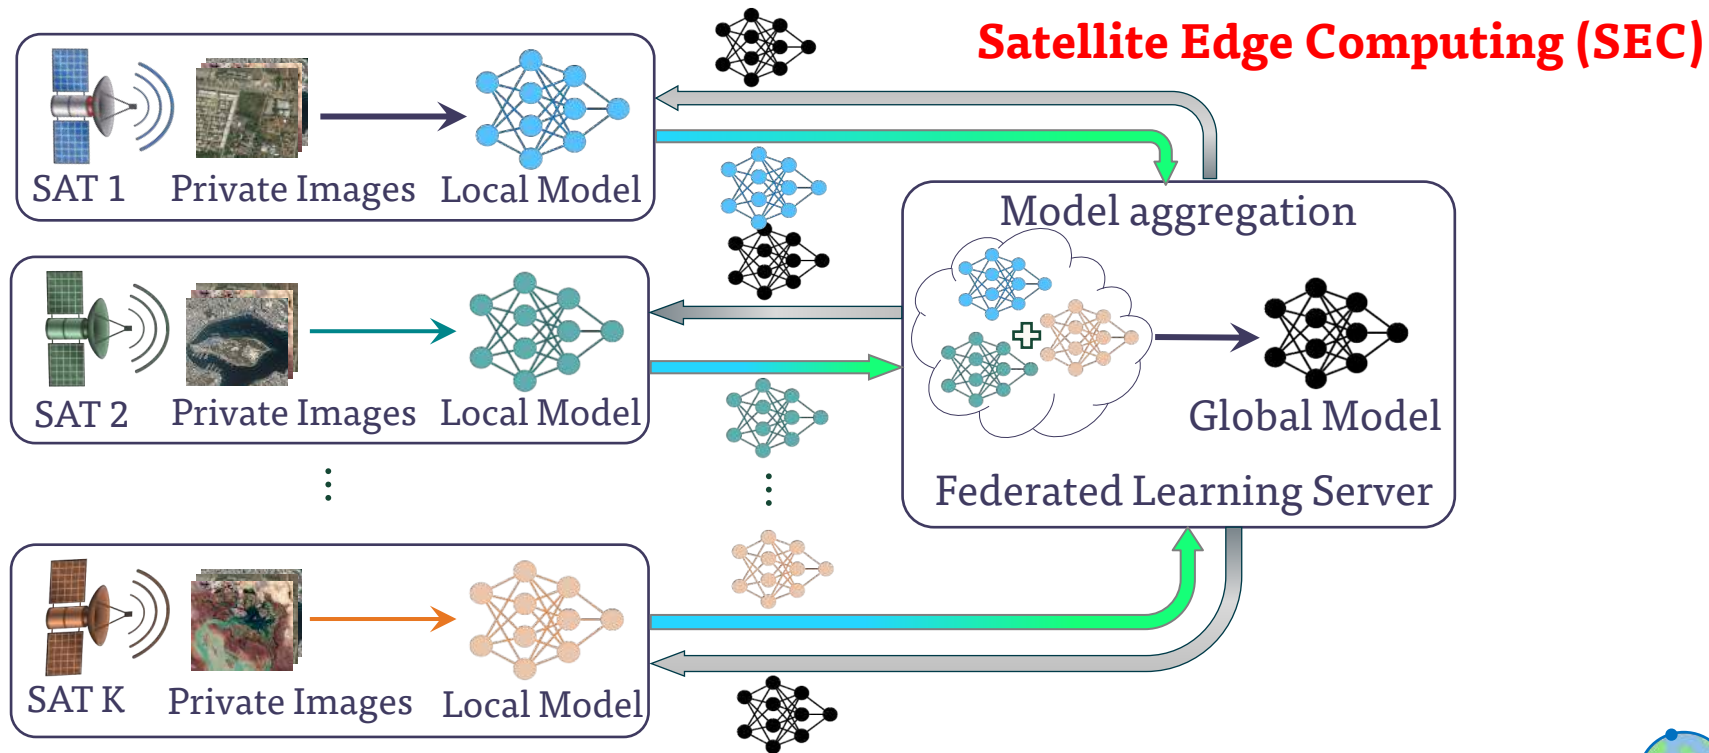 Satellite Edge Computing (SEC)
SAT 1
Private Images
Local Model
Model aggregation
SAT 2
Private Images
Local Model
Global Model
Federated Learning Server
SAT K
Private Images
Local Model